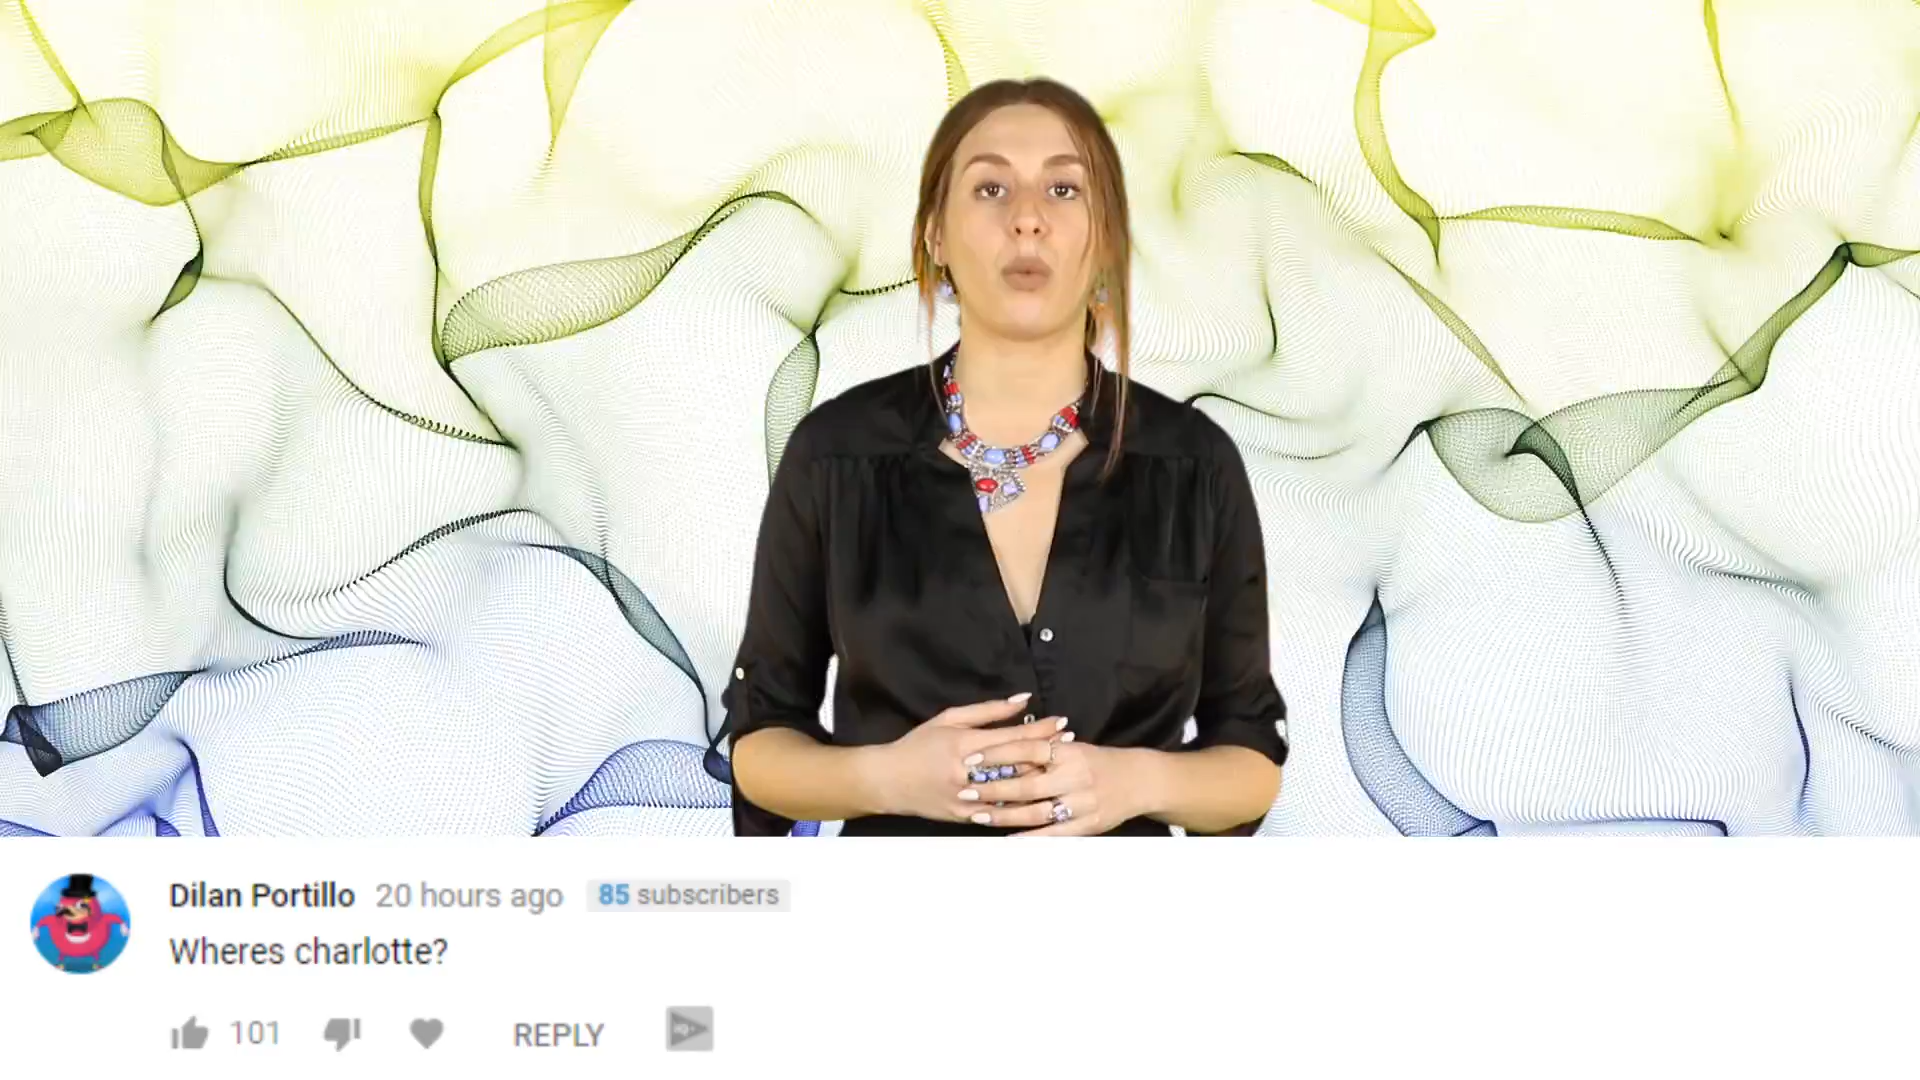 Dilan Portillo 20 hours ago 85 subscribers
Wheres charlotte?
101 REPLY